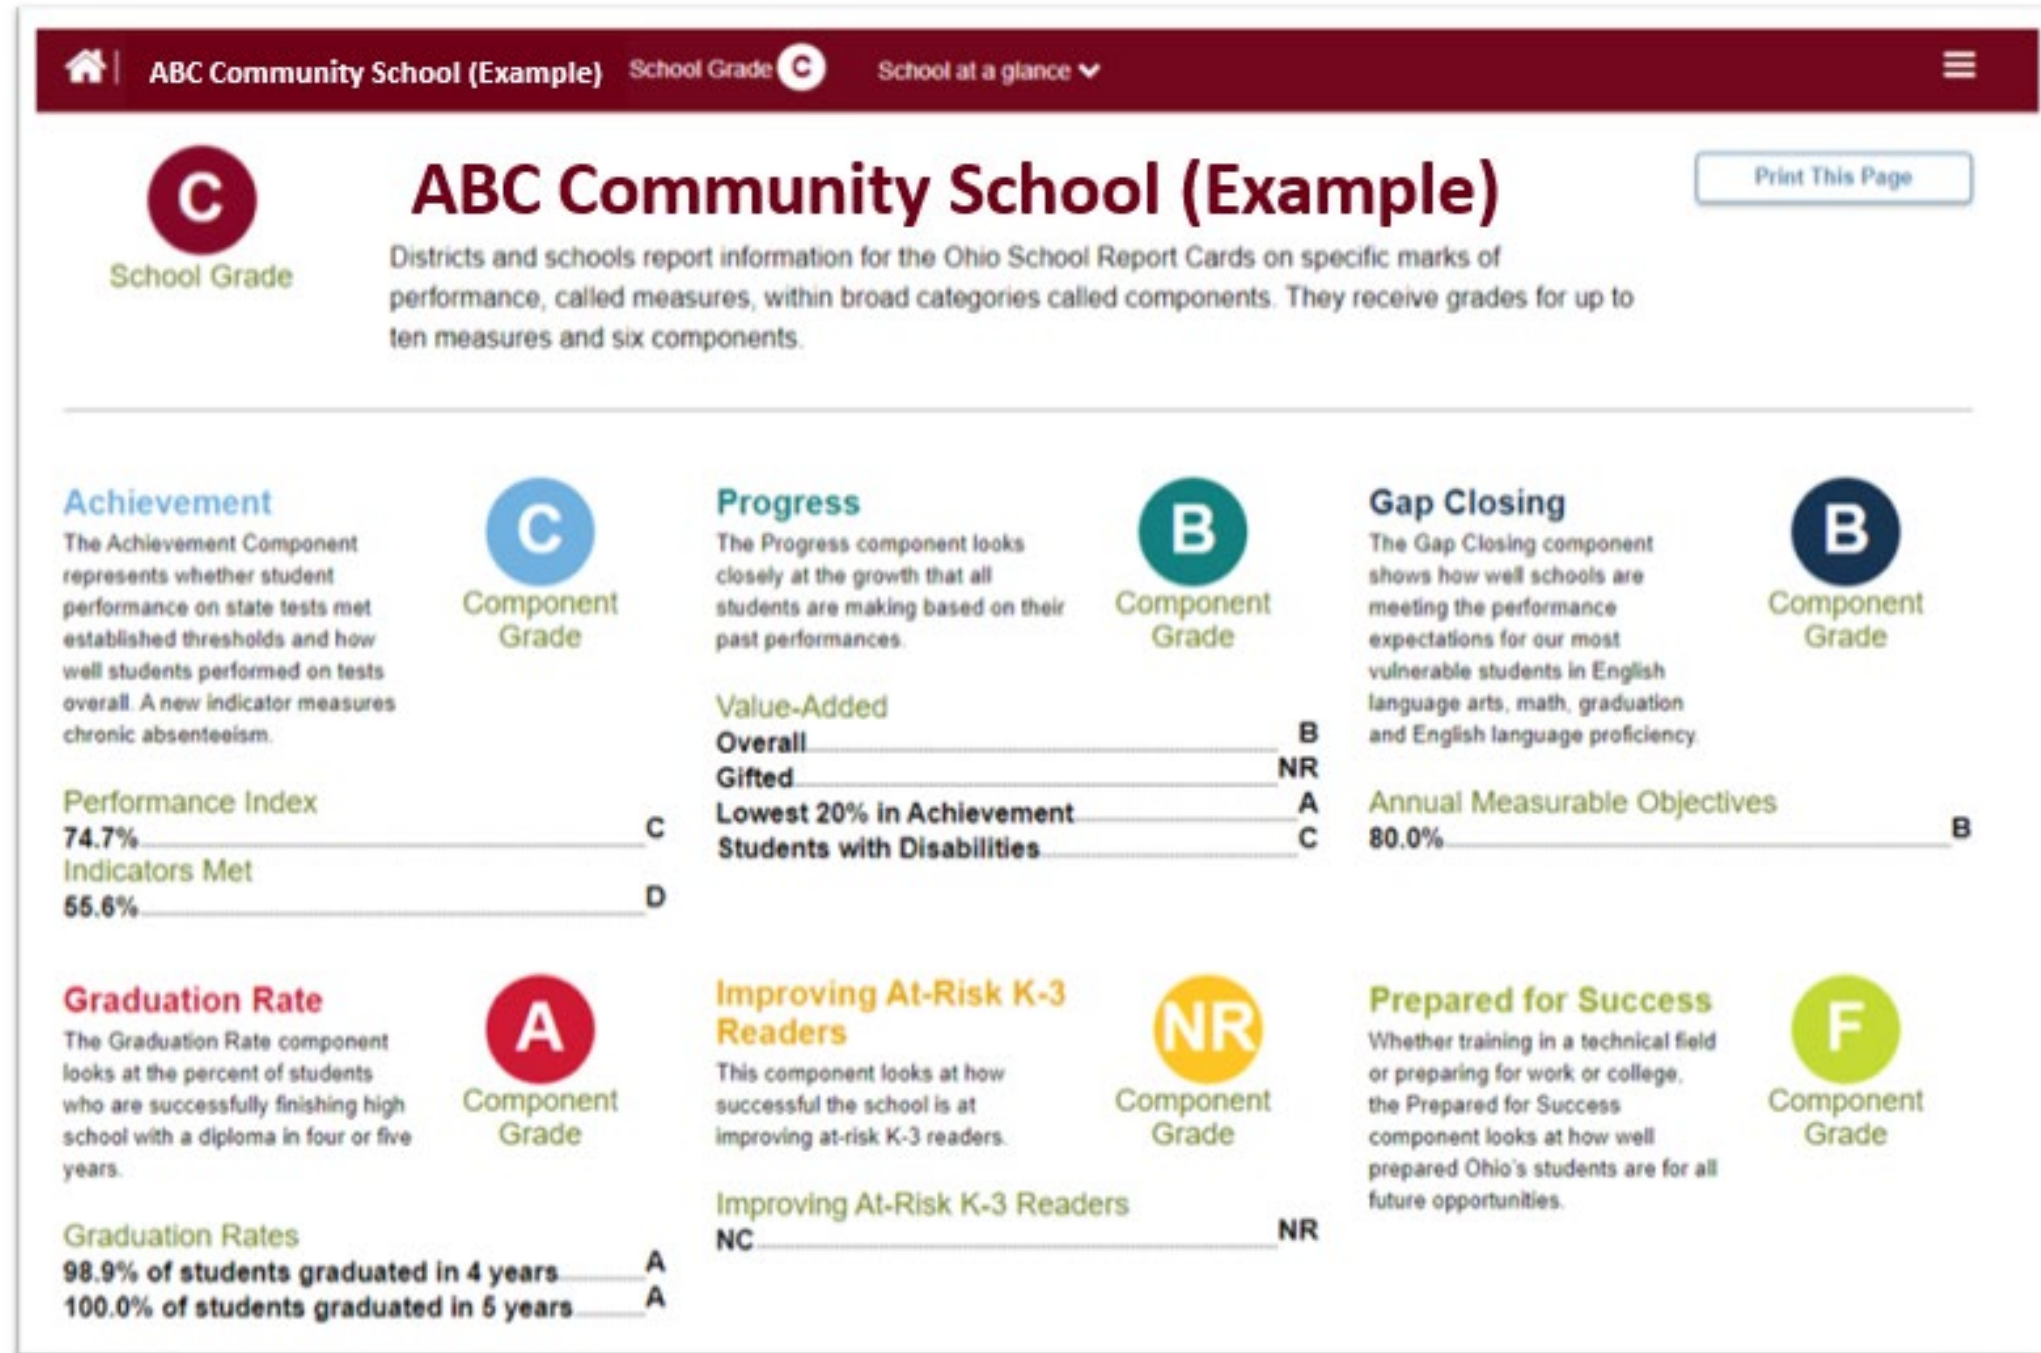 ABC Community School (Example) School Grade C School at a glance
C
School Grade
ABC Community School (Example)
Print This Page
Districts and schools report information for the Ohio School Report Cards on specific marks of
performance, called measures, within broad categories called components. They receive grades for up to
ten measures and six components.
Achievement
The Achievement Component
represents whether student
performance on state tests met
established thresholds and how
well students performed on tests
overall. A new indicator measures
chronic absenteeism.
C
Component
Grade
Performance Index
74.7% C
Indicators Met
55.6% D
Progress
The Progress component looks
closely at the growth that all
students are making based on their
past performances.
B
Component
Grade
Value-Added
Overall B
Gifted NR
Lowest 20% in Achievement A
Students with Disabilities C
Gap Closing
The Gap Closing component
shows how well schools are
meeting the performance
expectations for our most
vulnerable students in English
language arts, math, graduation
and English language proficiency.
B
Component
Grade
Annual Measurable Objectives
80.0% B
Graduation Rate
The Graduation Rate component
looks at the percent of students
who are successfully finishing high
school with a diploma in four or five
years.
A
Component
Grade
Graduation Rates
98.9% of students graduated in 4 years A
100.0% of students graduated in 5 years A
Improving At-Risk K-3
Readers
This component looks at how
successful the school is at
improving at-risk K-3 readers.
NR
Component
Grade
Improving At-Risk K-3 Readers
NC NR
Prepared for Success
Whether training in a technical field
or preparing for work or college,
the Prepared for Success
component looks at how well
prepared Ohio's students are for all
future opportunities.
F
Component
Grade